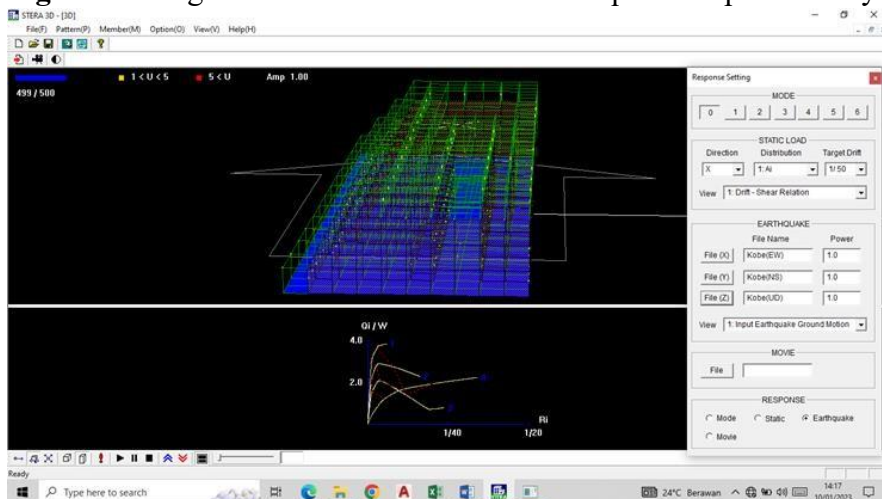 STERA 3D - [3D]
File(F) Pattern(P) Member(M) Option(O) View(V) Help(H)
1 < U < 5 5 < U Amp 1.00
499 / 500
Qi / W
4.0
2.0
Ri
1/40 1/20
Response Setting
MODE
0 1 2 3 4 5 6
STATIC LOAD
Direction Distribution Target Drift
X 1: Ai 1/ 50
View 1: Drift - Shear Relation
EARTHQUAKE
File Name Power
File (X) Kobe(EW) 1.0
File (Y) Kobe(NS) 1.0
File (Z) Kobe(UD) 1.0
View 1: Input Earthquake Ground Motion
MOVIE
File
RESPONSE
Mode Static Earthquake
Movie
Ready
Type here to search
24°C Berawan
14:17
10/01/2023